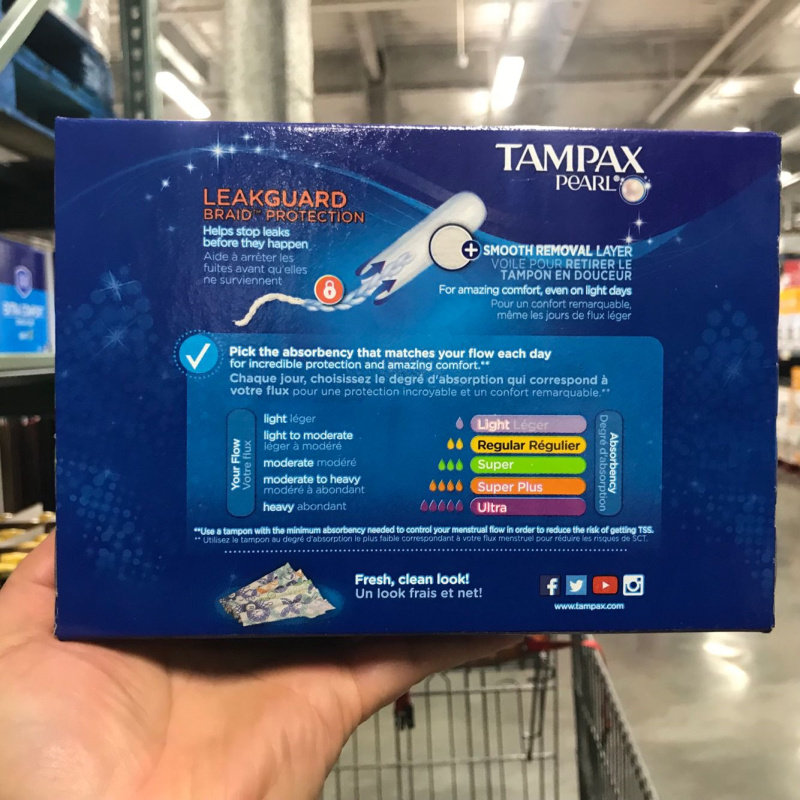 TAMPAX
PEARL
LEAKGUARD
BRAID™ PROTECTION
Helps stop leaks
before they happen
Aide à arrêter les
fuites avant qu'elles
ne surviennent
+ SMOOTH REMOVAL LAYER
VOILE POUR RETIRER LE
TAMPON EN DOUCEUR
For amazing comfort, even on light days
Pour un confort remarquable,
même les jours de flux léger
Pick the absorbency that matches your flow each day
for incredible protection and amazing comfort.**
Chaque jour, choisissez le degré d'absorption qui correspond à
votre flux pour une protection incroyable et un confort remarquable.**
Your Flow
Votre flux
light léger
light to moderate
léger à modéré
moderate modéré
moderate to heavy
modéré à abondant
heavy abondant
Light Léger
Regular Régulier
Super
Super Plus
Ultra
Absorbency
Degré d'absorption
**Use a tampon with the minimum absorbency needed to control your menstrual flow in order to reduce the risk of getting TSS.
** Utilisez le tampon au degré d'absorption le plus faible correspondant à votre flux menstruel pour réduire les risques de SCT.
Fresh, clean look!
Un look frais et net!
www.tampax.com